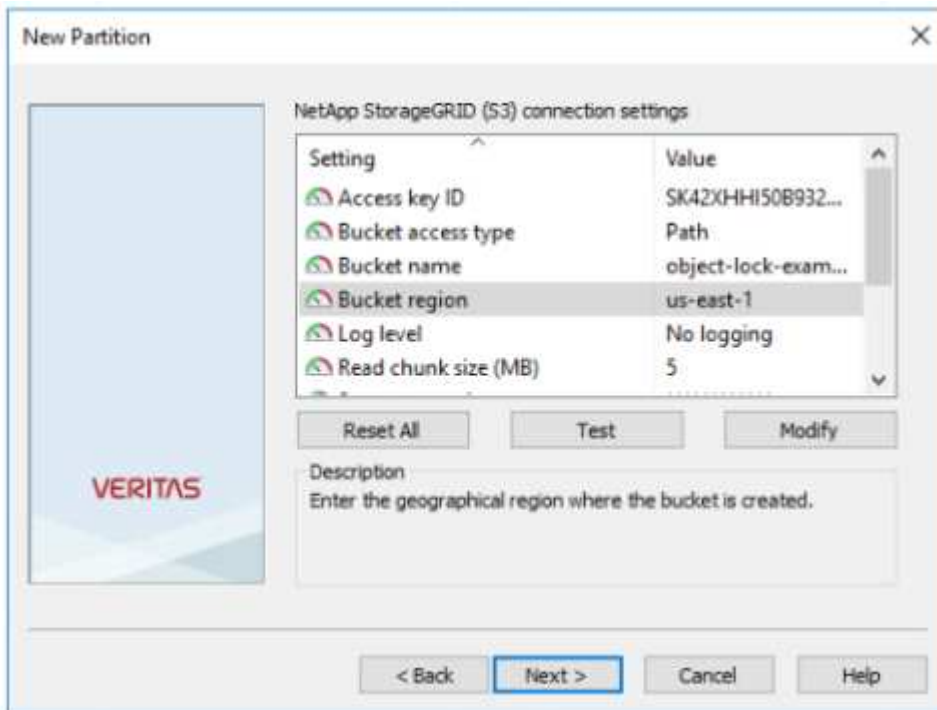 New Partition
NetApp StorageGRID (S3) connection settings
Setting Value
Access key ID SK42XHHI50B932...
Bucket access type Path
Bucket name object-lock-exam...
Bucket region us-east-1
Log level No logging
Read chunk size (MB) 5
Reset All Test Modify
Description
Enter the geographical region where the bucket is created.
VERITAS
< Back Next > Cancel Help